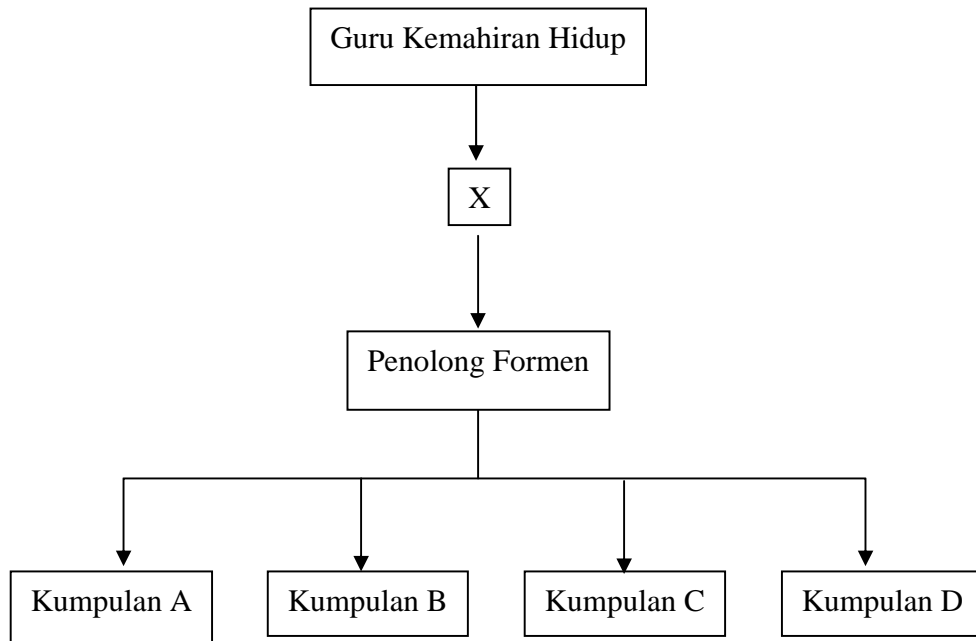 Guru Kemahiran Hidup
X
Penolong Formen
Kumpulan A
Kumpulan B
Kumpulan C
Kumpulan D